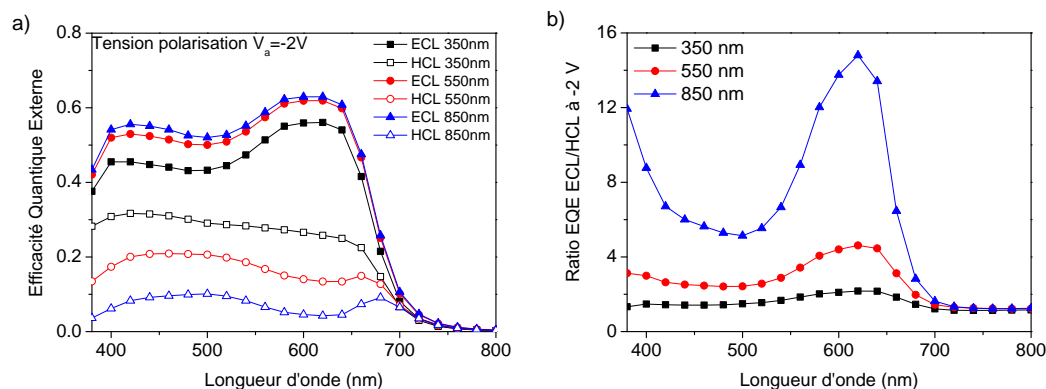 a)
Tension polarisation Va=-2V
ECL 350nm
HCL 350nm
ECL 550nm
HCL 550nm
ECL 850nm
HCL 850nm
Efficacité Quantique Externe
0.8
0.6
0.4
0.2
0.0
400 500 600 700 800
Longueur d'onde (nm)
b)
350 nm
550 nm
850 nm
Ratio EQE ECL/HCL à -2 V
16
12
8
4
0
400 500 600 700 800
Longueur d'onde (nm)